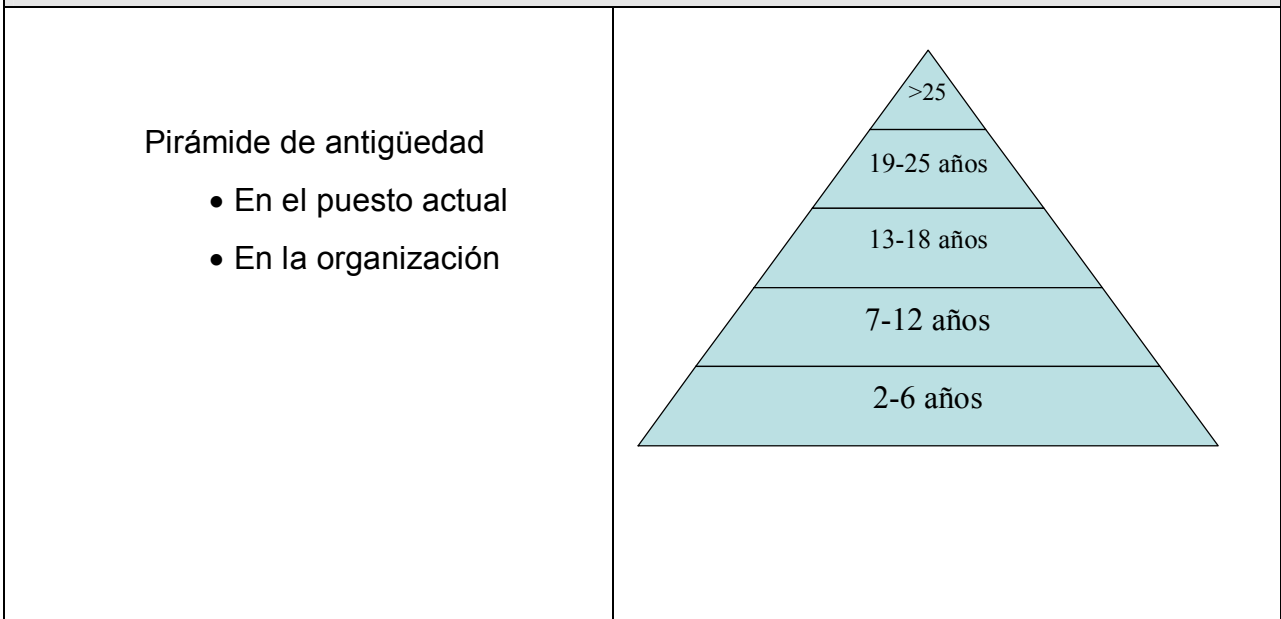 Pirámide de antigüedad
• En el puesto actual
• En la organización
>25
19-25 años
13-18 años
7-12 años
2-6 años